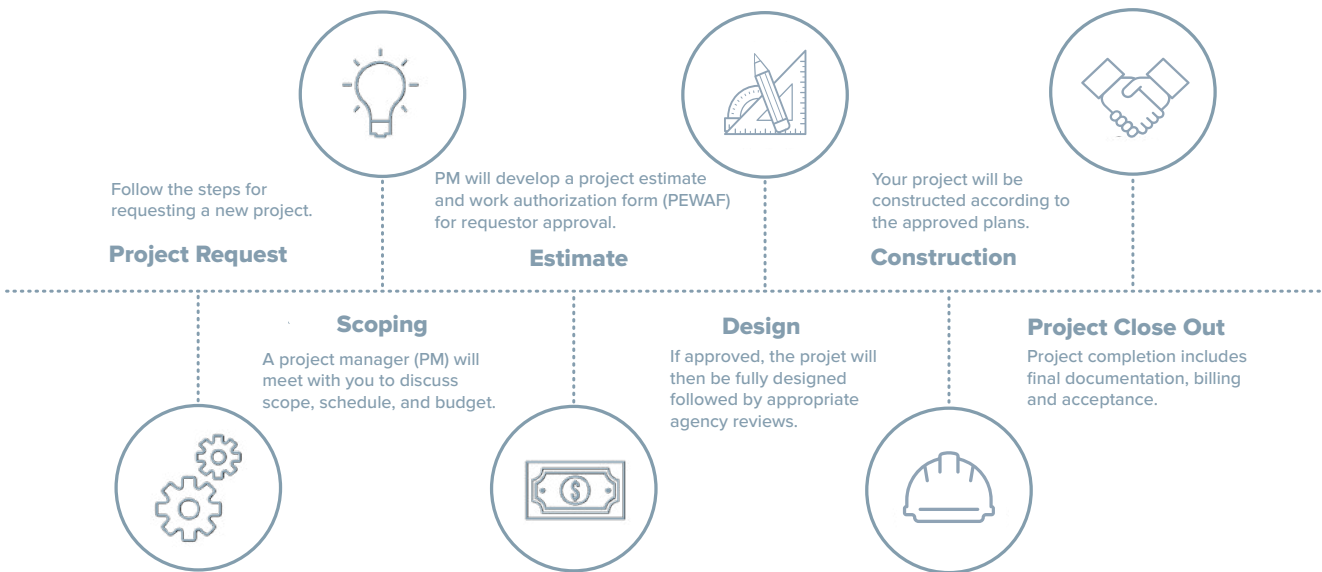 Follow the steps for
requesting a new project.
Project Request
Scoping
A project manager (PM) will
meet with you to discuss
scope, schedule, and budget.
PM will develop a project estimate
and work authorization form (PEWAF)
for requestor approval.
Estimate
Design
If approved, the projet will
then be fully designed
followed by appropriate
agency reviews.
Your project will be
constructed according to
the approved plans.
Construction
Project Close Out
Project completion includes
final documentation, billing
and acceptance.
$